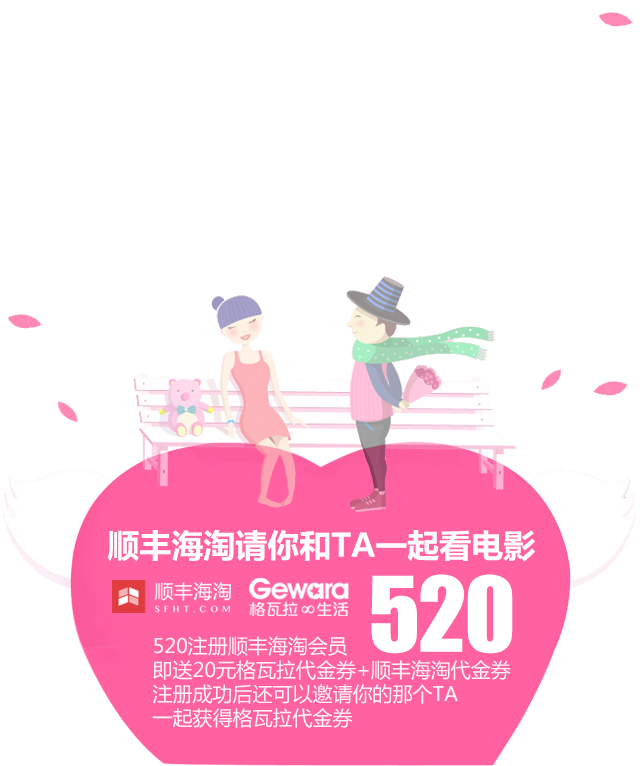 顺丰海淘请你和TA一起看电影
顺丰海淘
SFHT.COM
Gewara
格瓦拉∞生活
520
520注册顺丰海淘会员
即送20元格瓦拉代金券+顺丰海淘代金券
注册成功后还可以邀请你的那个TA
一起获得格瓦拉代金券